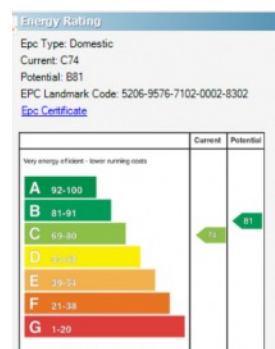 Energy Rating
Epc Type: Domestic
Current: C74
Potential: B81
EPC Landmark Code: 5206-9576-7102-0002-8302
Epc Certificate
Current Potential
Very energy efficient - lower running costs
A 92-100
B 81-91
81
C 69-80
74
D
E 39-54
F 21-38
G 1-20